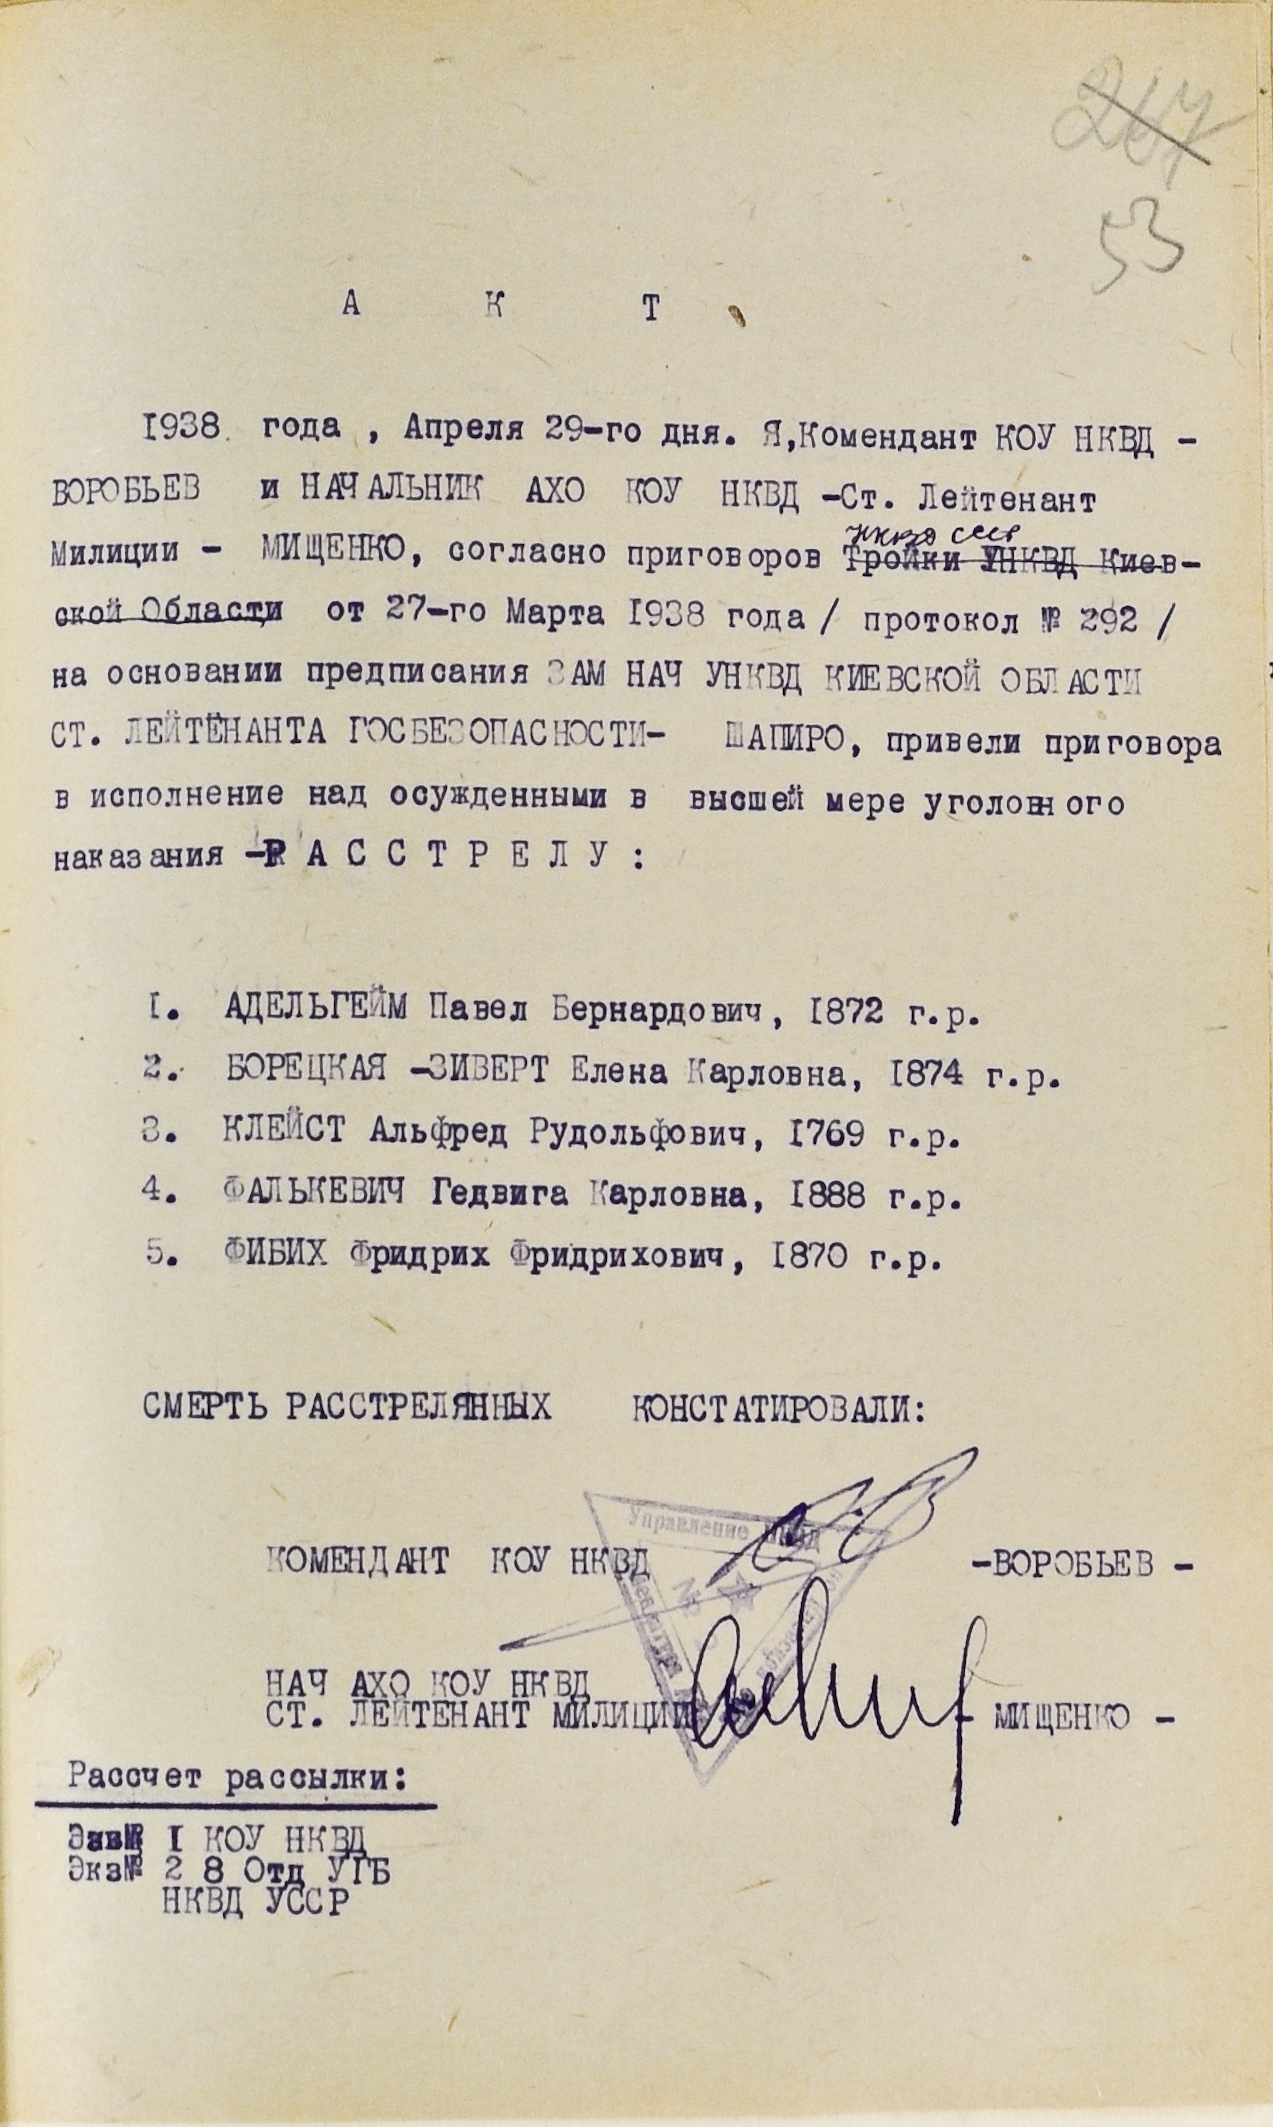 267
53
А К Т
1938 года , Апреля 29-го дня. Я,Комендант КОУ НКВД -
ВОРОБЬЕВ и НАЧАЛЬНИК АХО КОУ НКВД -Ст. Лейтенант
нквд ссср
Милиции - МИЩЕНКО, согласно приговоров Тройки УНКВД Киев-
ской Области от 27-го Марта 1938 года / протокол № 292 /
на основании предписания ЗАМ НАЧ УНКВД КИЕВСКОЙ ОБЛАСТИ
СТ. ЛЕЙТЕНАНТА ГОСБЕЗОПАСНОСТИ- ШАПИРО, привели приговора
в исполнение над осужденными в высшей мере уголовного
наказания -Р А С С Т Р Е Л У :
1. АДЕЛЬГЕЙМ Павел Бернардович, 1872 г.р.
2. БОРЕЦКАЯ -ЗИВЕРТ Елена Карловна, 1874 г.р.
3. КЛЕЙСТ Альфред Рудольфович, 1769 г.р.
4. ФАЛЬКЕВИЧ Гедвига Карловна, 1888 г.р.
5. ФИБИХ Фридрих Фридрихович, 1870 г.р.
СМЕРТЬ РАССТРЕЛЯННЫХ КОНСТАТИРОВАЛИ:
Управление НКВД
КОМЕНДАНТ КОУ НКВД -ВОРОБЬЕВ -
НАЧ АХО КОУ НКВД
СТ. ЛЕЙТЕНАНТ МИЛИЦИИ - МИЩЕНКО -
Рассчет рассылки:
Экз№ 1 КОУ НКВД
Экз№ 2 8 Отд УГБ
НКВД УССР